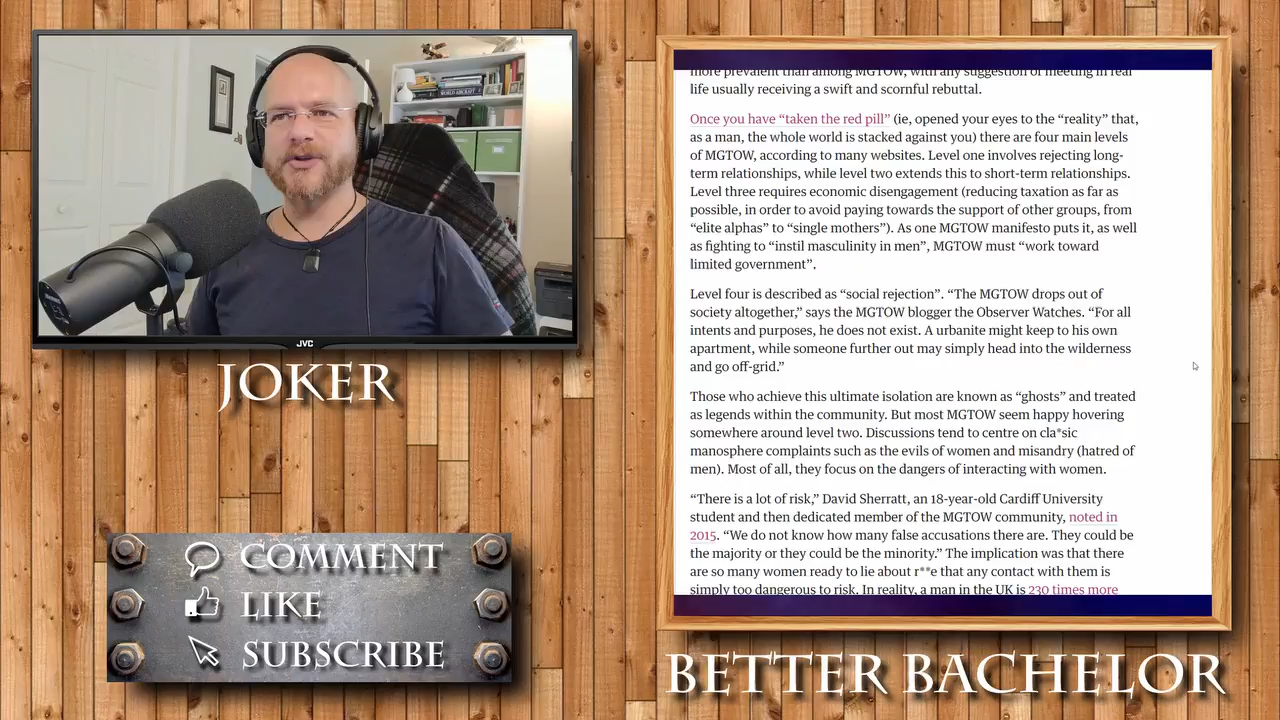 JVC
JOKER
COMMENT
LIKE
SUBSCRIBE
more prevalent than among MGTOW, with any suggestion of meeting in real
life usually receiving a swift and scornful rebuttal.
Once you have “taken the red pill” (ie, opened your eyes to the “reality” that,
as a man, the whole world is stacked against you) there are four main levels
of MGTOW, according to many websites. Level one involves rejecting long-
term relationships, while level two extends this to short-term relationships.
Level three requires economic disengagement (reducing taxation as far as
possible, in order to avoid paying towards the support of other groups, from
“elite alphas” to “single mothers”). As one MGTOW manifesto puts it, as well
as fighting to “instil masculinity in men”, MGTOW must “work toward
limited government”.
Level four is described as “social rejection”. “The MGTOW drops out of
society altogether,” says the MGTOW blogger the Observer Watches. “For all
intents and purposes, he does not exist. A urbanite might keep to his own
apartment, while someone further out may simply head into the wilderness
and go off-grid.”
Those who achieve this ultimate isolation are known as “ghosts” and treated
as legends within the community. But most MGTOW seem happy hovering
somewhere around level two. Discussions tend to centre on cla*sic
manosphere complaints such as the evils of women and misandry (hatred of
men). Most of all, they focus on the dangers of interacting with women.
“There is a lot of risk,” David Sherratt, an 18-year-old Cardiff University
student and then dedicated member of the MGTOW community, noted in
2015. “We do not know how many false accusations there are. They could be
the majority or they could be the minority.” The implication was that there
are so many women ready to lie about r**e that any contact with them is
simply too dangerous to risk. In reality, a man in the UK is 230 times more
BETTER BACHELOR